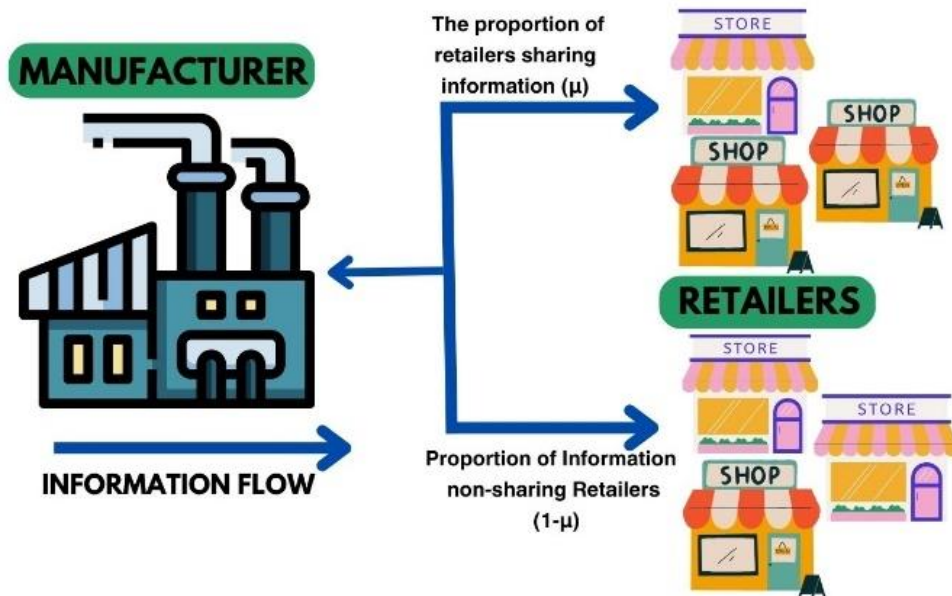 MANUFACTURER
The proportion of
retailers sharing
information (μ)
STORE
SHOP
SHOP
RETAILERS
STORE
STORE
SHOP
INFORMATION FLOW
Proportion of Information
non-sharing Retailers
(1-μ)